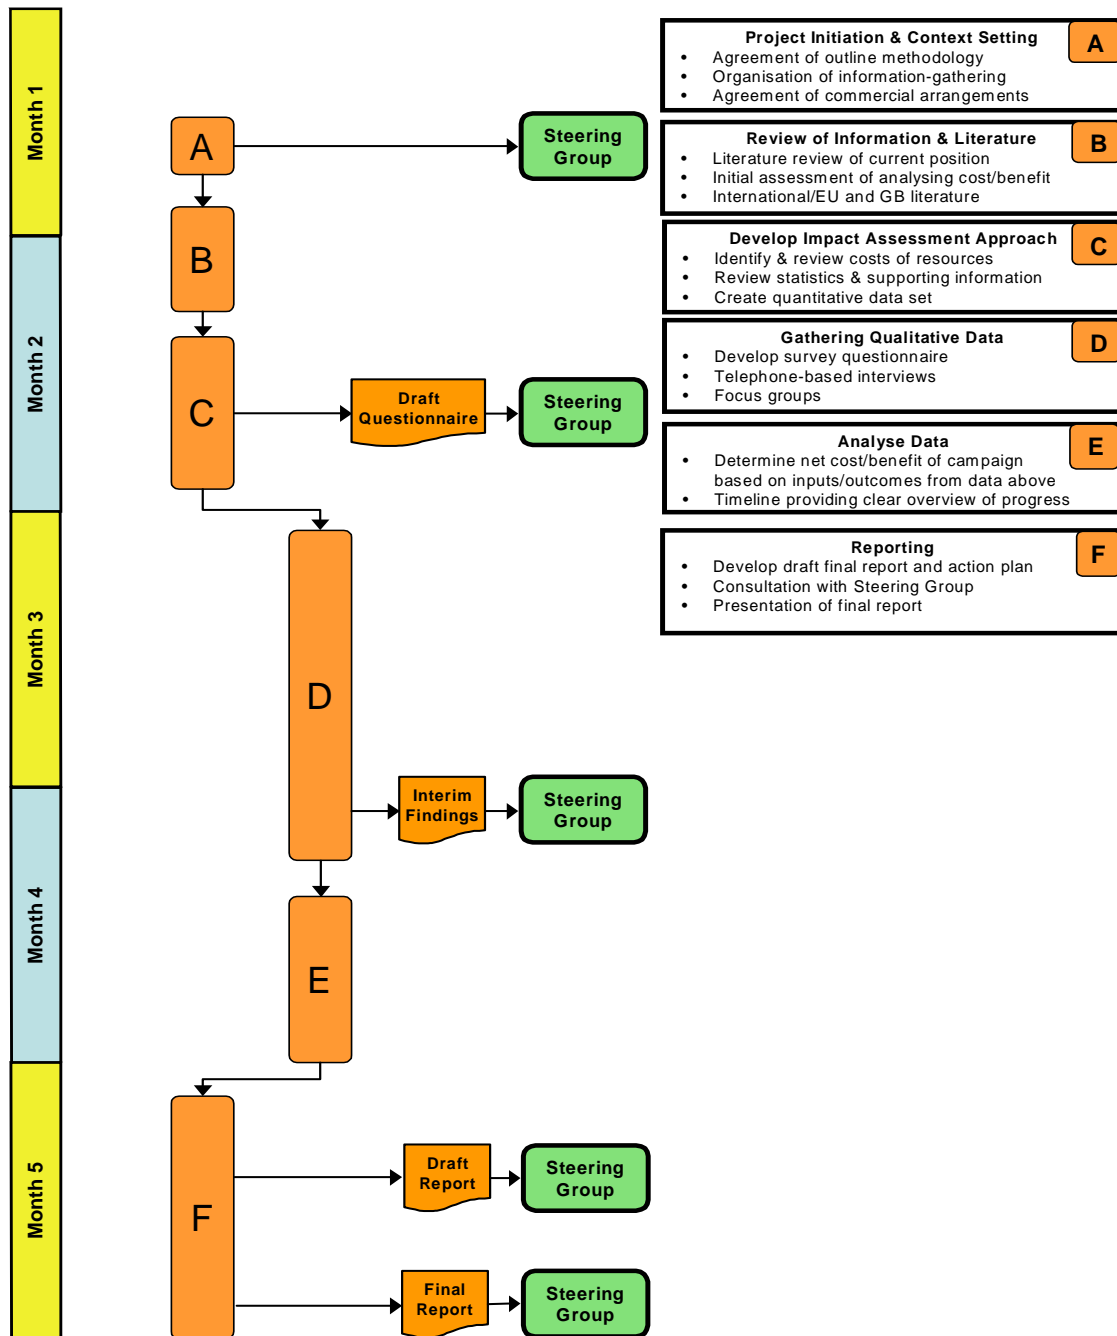 Month 1
Month 2
Month 3
Month 4
Month 5
A
Steering
Group
B
C
Draft
Questionnaire
Steering
Group
D
Interim
Findings
Steering
Group
E
F
Draft
Report
Steering
Group
Final
Report
Steering
Group
Project Initiation & Context Setting
A
• Agreement of outline methodology
• Organisation of information-gathering
• Agreement of commercial arrangements
Review of Information & Literature
B
• Literature review of current position
• Initial assessment of analysing cost/benefit
• International/EU and GB literature
Develop Impact Assessment Approach
C
• Identify & review costs of resources
• Review statistics & supporting information
• Create quantitative data set
Gathering Qualitative Data
D
• Develop survey questionnaire
• Telephone-based interviews
• Focus groups
Analyse Data
E
• Determine net cost/benefit of campaign
based on inputs/outcomes from data above
• Timeline providing clear overview of progress
Reporting
F
• Develop draft final report and action plan
• Consultation with Steering Group
• Presentation of final report